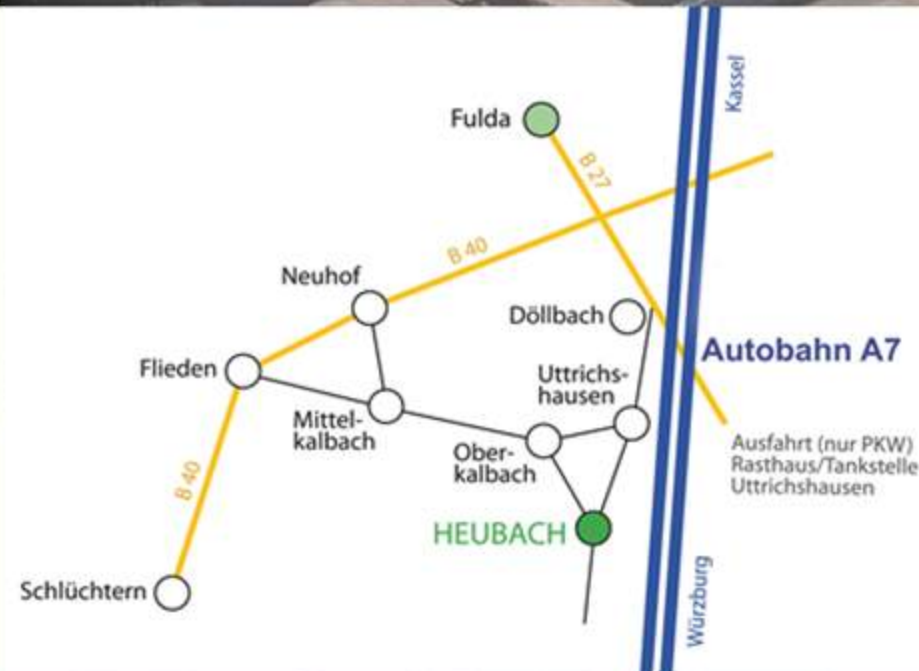 Kassel
Fulda
B 27
B 40
Neuhof
Döllbach
Autobahn A7
Flieden
Uttrichs-
hausen
Mittel-
kalbach
Ober-
kalbach
Ausfahrt (nur PKW)
Rasthaus/Tankstelle
Uttrichshausen
B 40
HEUBACH
Schlüchtern
Würzburg